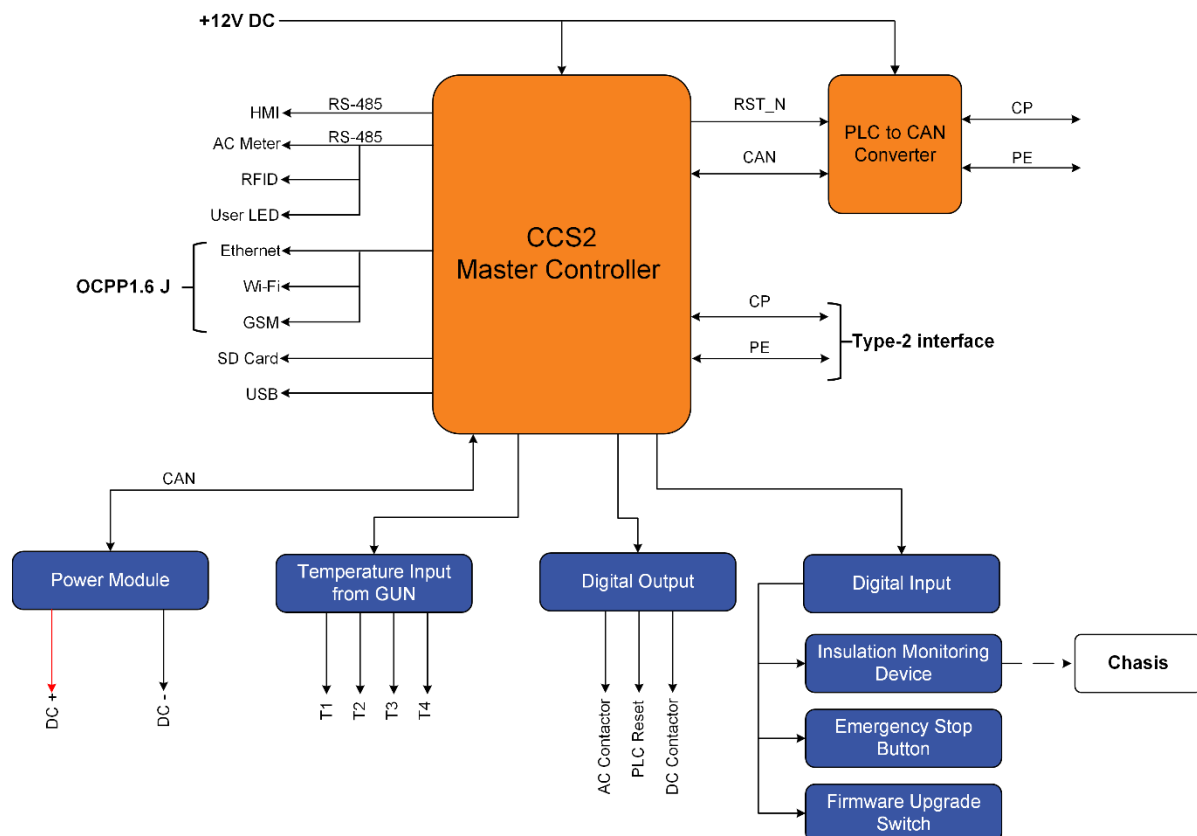 +12V DC
HMI
RS-485
AC Meter
RS-485
RFID
User LED
Ethernet
Wi-Fi
GSM
OCPP1.6 J
SD Card
USB
CCS2
Master Controller
RST_N
CAN
PLC to CAN
Converter
CP
PE
CP
PE
Type-2 interface
CAN
Power Module
DC +
DC -
Temperature Input
from GUN
T1
T2
T3
T4
Digital Output
AC Contactor
PLC Reset
DC Contactor
Digital Input
Insulation Monitoring
Device
Chasis
Emergency Stop
Button
Firmware Upgrade
Switch